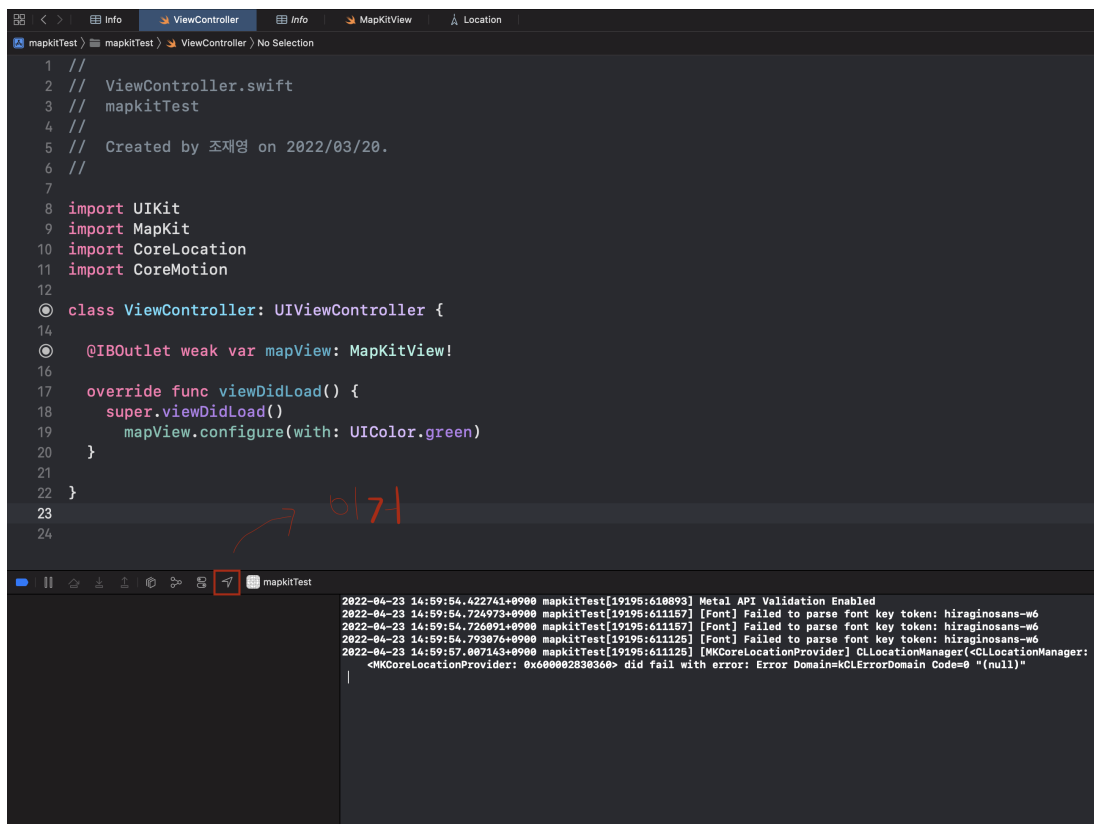 Info ViewController Info MapKitView Location
mapkitTest mapkitTest ViewController No Selection
1 //
2 //  ViewController.swift
3 //  mapkitTest
4 //
5 //  Created by 조재영 on 2022/03/20.
6 //
7
8 import UIKit
9 import MapKit
10 import CoreLocation
11 import CoreMotion
12
class ViewController: UIViewController {
14
@IBOutlet weak var mapView: MapKitView!
16
17 override func viewDidLoad() {
18 super.viewDidLoad()
19 mapView.configure(with: UIColor.green)
20 }
21
22 }
이거
23
24
mapkitTest
2022-04-23 14:59:54.422741+0900 mapkitTest[19195:610893] Metal API Validation Enabled
2022-04-23 14:59:54.724973+0900 mapkitTest[19195:611157] [Font] Failed to parse font key token: hiraginosans-w6
2022-04-23 14:59:54.726091+0900 mapkitTest[19195:611157] [Font] Failed to parse font key token: hiraginosans-w6
2022-04-23 14:59:54.793076+0900 mapkitTest[19195:611125] [Font] Failed to parse font key token: hiraginosans-w6
2022-04-23 14:59:57.007143+0900 mapkitTest[19195:611125] [MKCoreLocationProvider] CLLocationManager(<CLLocationManager:
<MKCoreLocationProvider: 0x600002830360> did fail with error: Error Domain=kCLErrorDomain Code=0 "(null)"